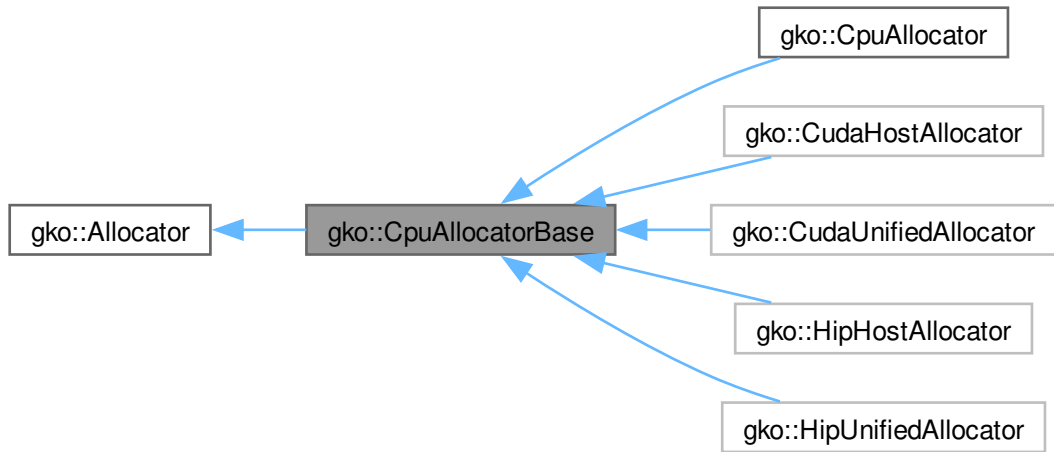 gko::CpuAllocator
gko::CudaHostAllocator
gko::Allocator
gko::CpuAllocatorBase
gko::CudaUnifiedAllocator
gko::HipHostAllocator
gko::HipUnifiedAllocator